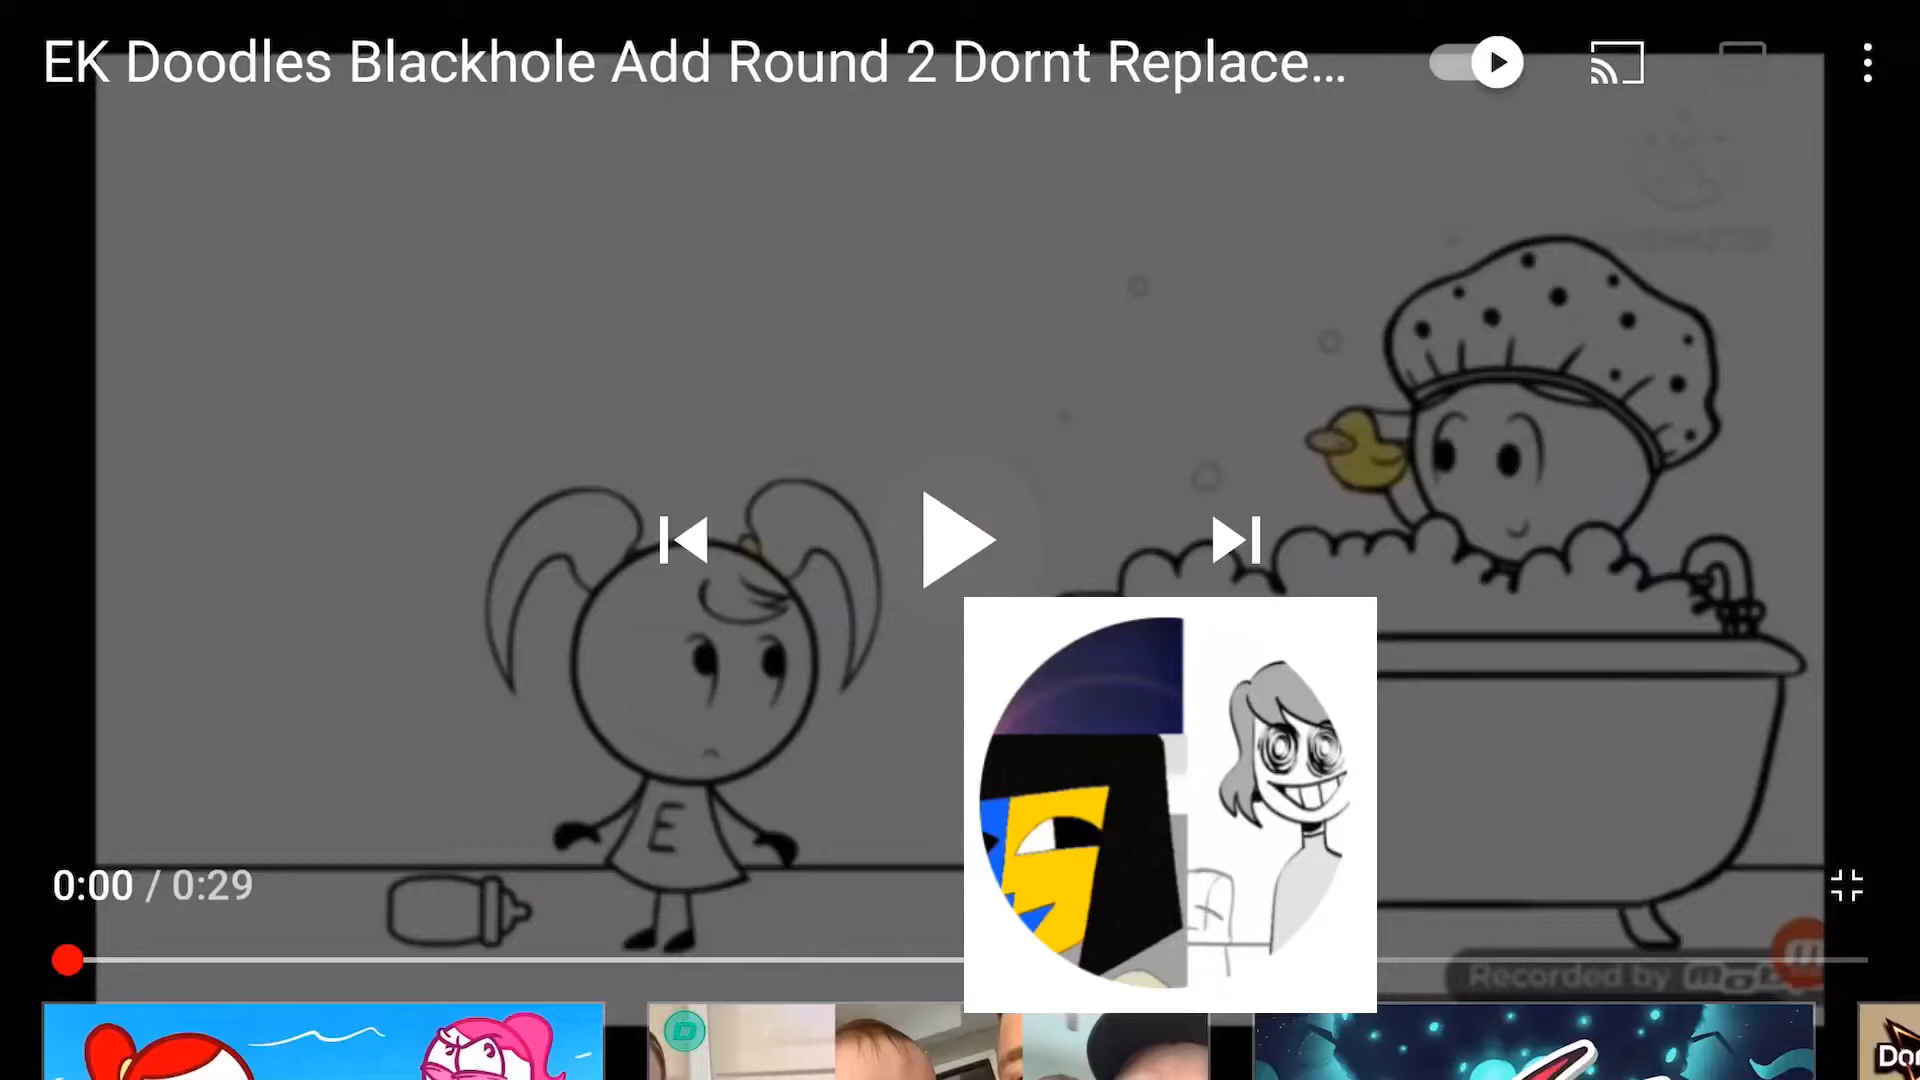 EK Doodles Blackhole Add Round 2 Dornt Replace...
E
0:00 / 0:29
Recorded by